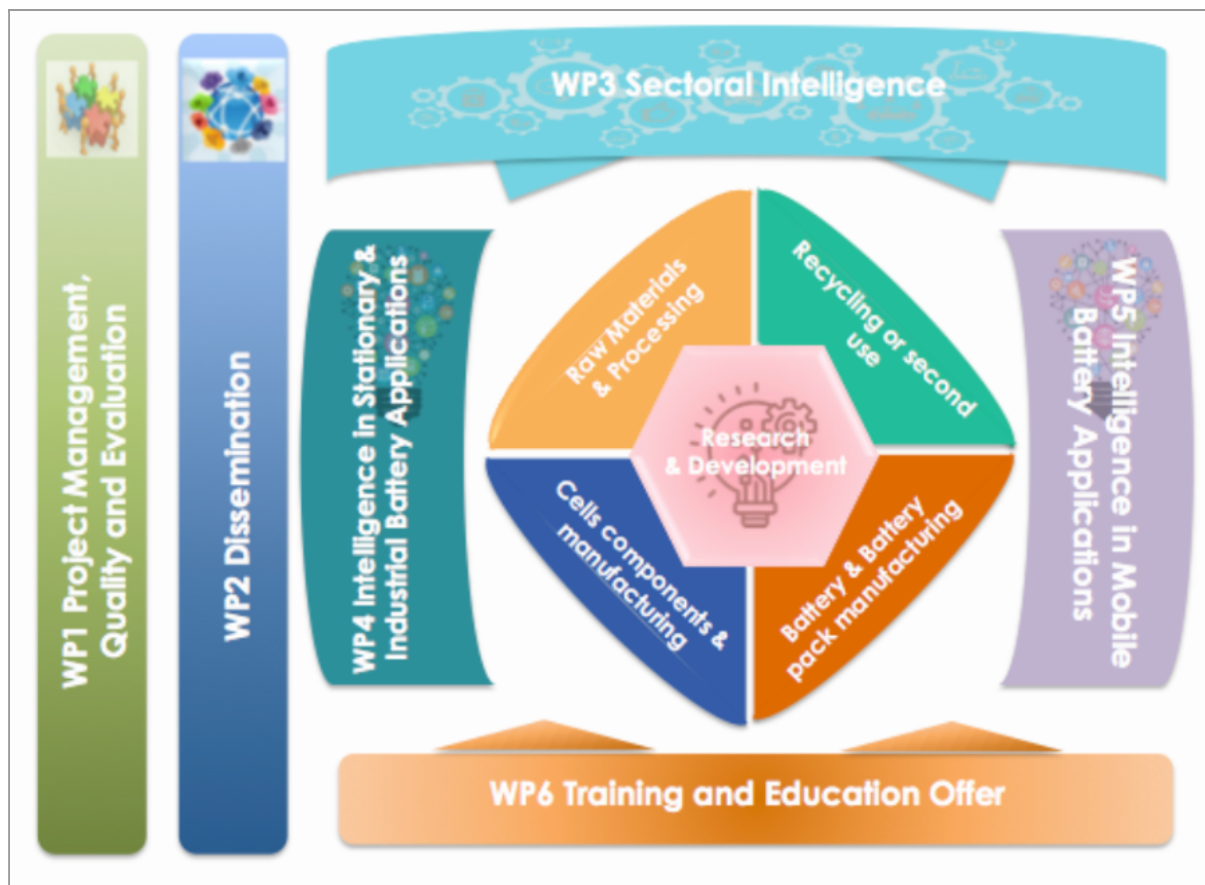 WP1 Project Management,
Quality and Evaluation
WP2 Dissemination
WP3 Sectoral Intelligence
WP4 Intelligence in Stationary &
Industrial Battery Applications
Raw Materials
& Processing
Recycling or second
use
Research
& Development
Cells components &
manufacturing
Battery & Battery
pack manufacturing
WP5 Intelligence in Mobile
Battery Applications
WP6 Training and Education Offer